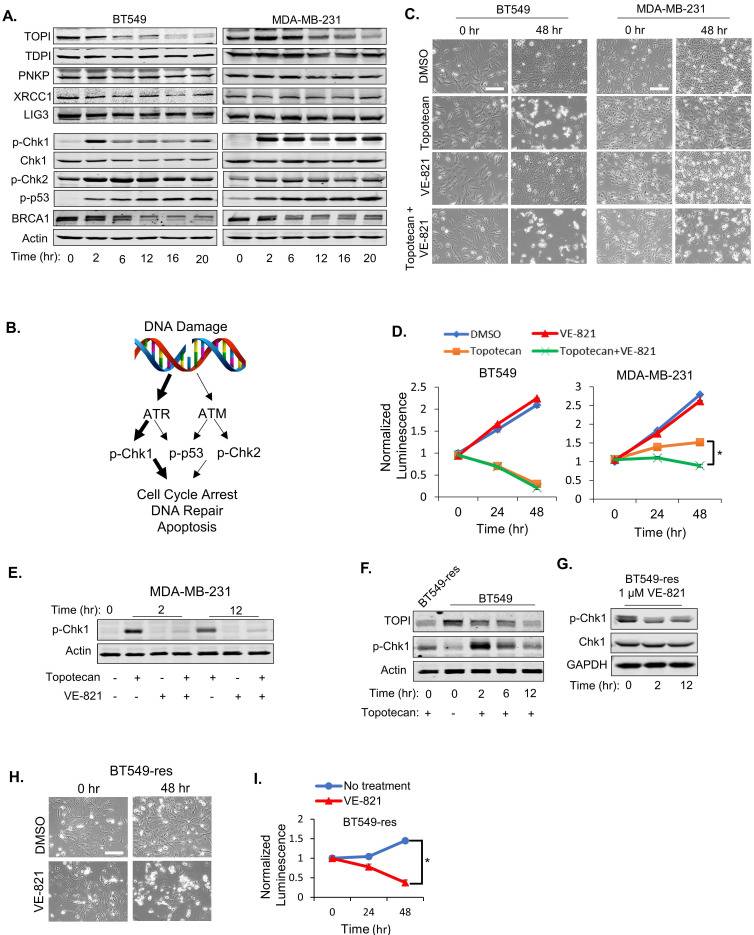 A.
BT549 MDA-MB-231
TOPI
TDPI
PNKP
XRCC1
LIG3
p-Chk1
Chk1
p-Chk2
p-p53
BRCA1
Actin
Time (hr): 0 2 6 12 16 20 0 2 6 12 16 20
C.
BT549 MDA-MB-231
0 hr 48 hr 0 hr 48 hr
DMSO
Topotecan
VE-821
Topotecan +
VE-821
B.
DNA Damage
ATR ATM
p-Chk1 p-p53 p-Chk2
Cell Cycle Arrest
DNA Repair
Apoptosis
D.
DMSO VE-821
Topotecan Topotecan+VE-821
BT549
Normalized
Luminescence
2.5
2
1.5
1
0.5
0
0 24 48
Time (hr)
MDA-MB-231
3
2.5
2
1.5
1
0.5
0
*
0 24 48
Time (hr)
E.
MDA-MB-231
Time (hr): 0 2 12
p-Chk1
Actin
Topotecan - + - + + - +
VE-821 - - + + - + +
F.
BT549-res BT549
TOPI
p-Chk1
Actin
Time (hr): 0 0 2 6 12
Topotecan: + - + + +
G.
BT549-res
1 µM VE-821
p-Chk1
Chk1
GAPDH
Time (hr): 0 2 12
H.
BT549-res
0 hr 48 hr
DMSO
VE-821
I.
No treatment
VE-821
BT549-res
Normalized
Luminescence
2
1.5
1
0.5
0
*
0 24 48
Time (hr)